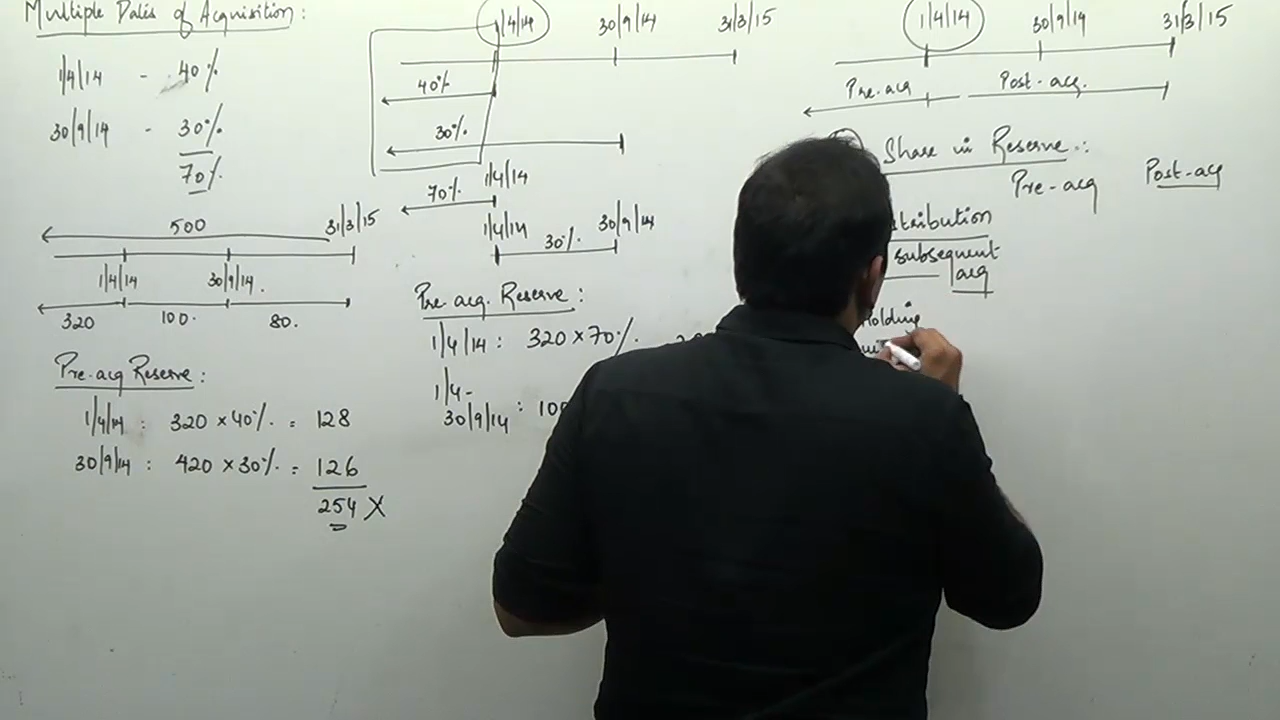 Multiple Dates of Acquisition:
1/4/14 - 40%
30/9/14 - 30%
70%
500
31/3/15
1/4/14 30/9/14.
320 100. 80.
Pre-acq Reserve:
1/4/14 : 320 × 40%. = 128
30/9/14 : 420 × 30%. = 126
254 X
1/4/14 30/9/14 31/3/15
40%
30%.
1/4/14
70%.
1/4/14 30/9/14
30%.
Pre-acq. Reserve:
1/4/14 : 320 × 70%.
1/4-
30/9/14 :
1/4/14 30/9/14 31/3/15
Pre-acq Post-acq.
Share in Reserve:
Pre-acq Post-acq
subsequent
acq